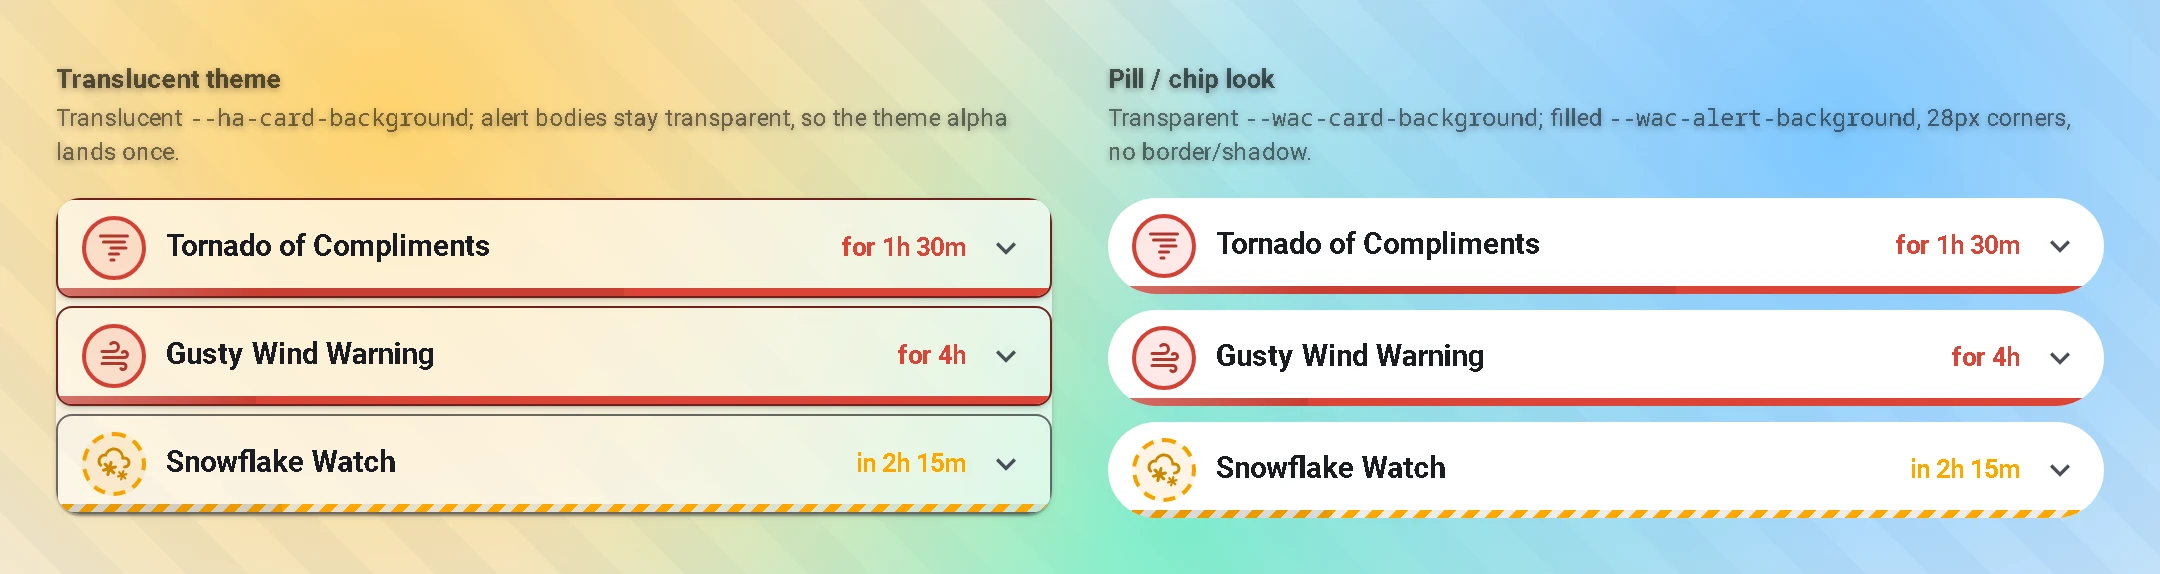 Translucent theme
Translucent --ha-card-background; alert bodies stay transparent, so the theme alpha
lands once.
Tornado of Compliments for 1h 30m
Gusty Wind Warning for 4h
Snowflake Watch in 2h 15m
Pill / chip look
Transparent --wac-card-background; filled --wac-alert-background, 28px corners,
no border/shadow.
Tornado of Compliments for 1h 30m
Gusty Wind Warning for 4h
Snowflake Watch in 2h 15m